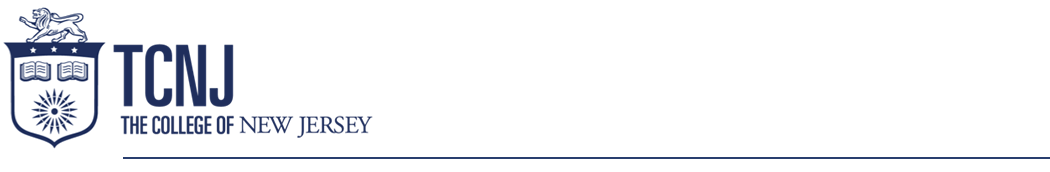 TCNJ
THE COLLEGE OF NEW JERSEY